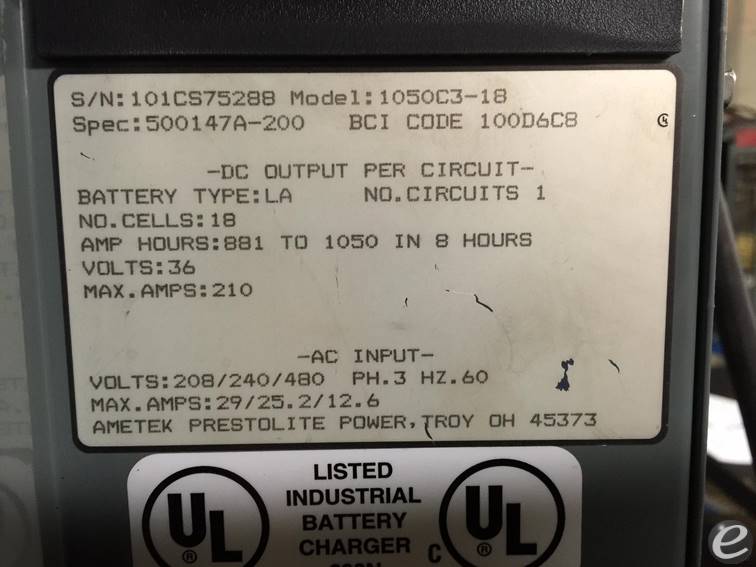 S/N:101CS75288 Model:1050C3-18
Spec:500147A-200 BCI CODE 100D6C8
-DC OUTPUT PER CIRCUIT-
BATTERY TYPE:LA NO.CIRCUITS 1
NO.CELLS:18
AMP HOURS:881 TO 1050 IN 8 HOURS
VOLTS:36
MAX.AMPS:210
-AC INPUT-
VOLTS:208/240/480 PH.3 HZ.60
MAX.AMPS:29/25.2/12.6
AMETEK PRESTOLITE POWER,TROY OH 45373
LISTED
INDUSTRIAL
BATTERY
CHARGER
UL ®
C UL ®
e